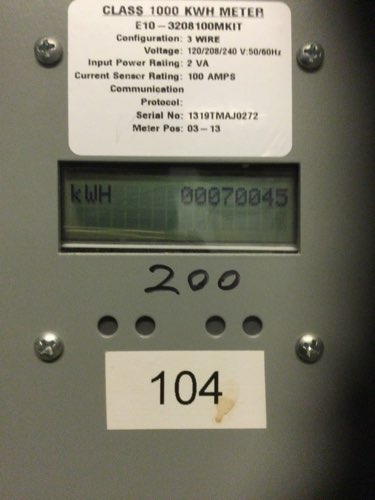 CLASS 1000 KWH METER
E10-3208100MKIT
Configuration: 3 WIRE
Voltage: 120/208/240 V:50/60Hz
Input Power Rating: 2 VA
Current Sensor Rating: 100 AMPS
Communication
Protocol:
Serial No: 1319TMAJ0272
Meter Pos: 03-13
kWH 00070045
200
104